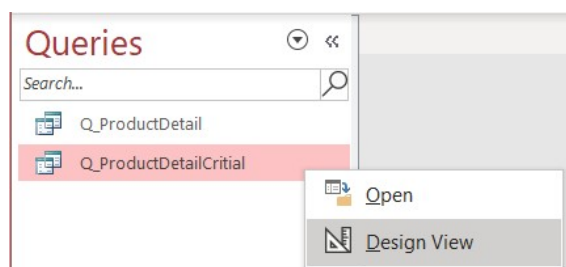 Queries
Search...
Q_ProductDetail
Q_ProductDetailCritial
Open
Design View